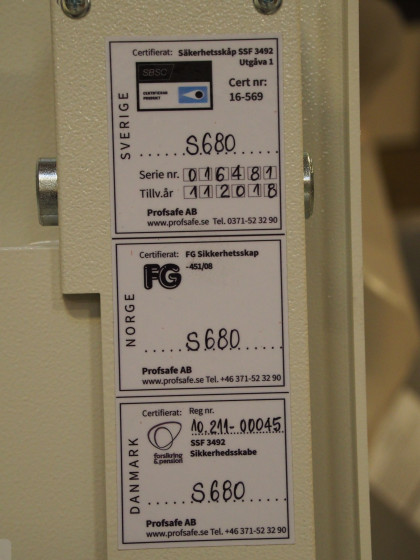 Certifierat: Säkerhetsskåp SSF 3492
Utgåva 1
SBSC
CERTIFIERAD
PRODUKT
Cert nr:
16-569
SVERIGE
S680
Serie nr. 016481
Tillv.år 112018
Profsafe AB
www.profsafe.se Tel. 0371-52 32 90
Certifierat: FG Sikkerhetsskap
-451/08
FG
NORGE
S680
Profsafe AB
www.profsafe.se Tel. +46 371-52 32 90
Certifierat: Reg nr.
10.211-00045
SSF 3492
Sikkerhedsskabe
forsikring
& pension
DANMARK
S680
Profsafe AB
www.profsafe.se Tel. +46 371-52 32 90